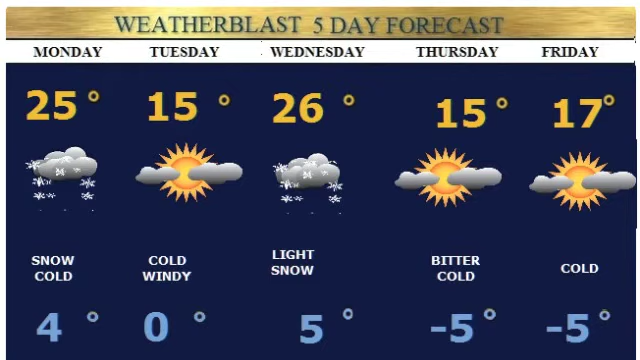 WEATHERBLAST 5 DAY FORECAST
MONDAY TUESDAY WEDNESDAY THURSDAY FRIDAY
25° 15° 26° 15° 17°
SNOW COLD LIGHT BITTER COLD
COLD WINDY SNOW COLD
4° 0° 5° -5° -5°